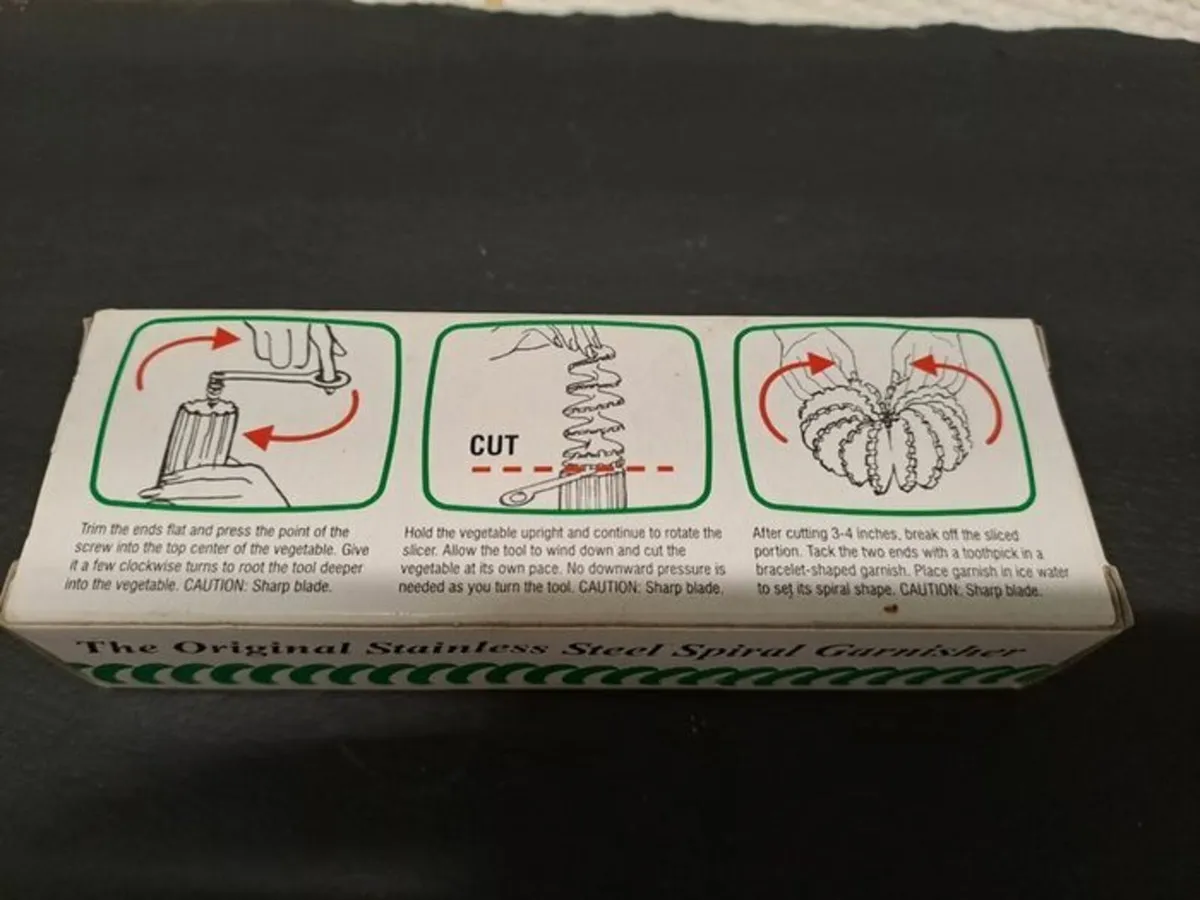 CUT
Trim the ends flat and press the point of the
screw into the top center of the vegetable. Give
it a few clockwise turns to root the tool deeper
into the vegetable. CAUTION: Sharp blade.
Hold the vegetable upright and continue to rotate the
slicer. Allow the tool to wind down and cut the
vegetable at its own pace. No downward pressure is
needed as you turn the tool. CAUTION: Sharp blade.
After cutting 3-4 inches, break off the sliced
portion. Tack the two ends with a toothpick in a
bracelet-shaped garnish. Place garnish in ice water
to set its spiral shape. CAUTION: Sharp blade.
The Original Stainless Steel Spiral Garnisher